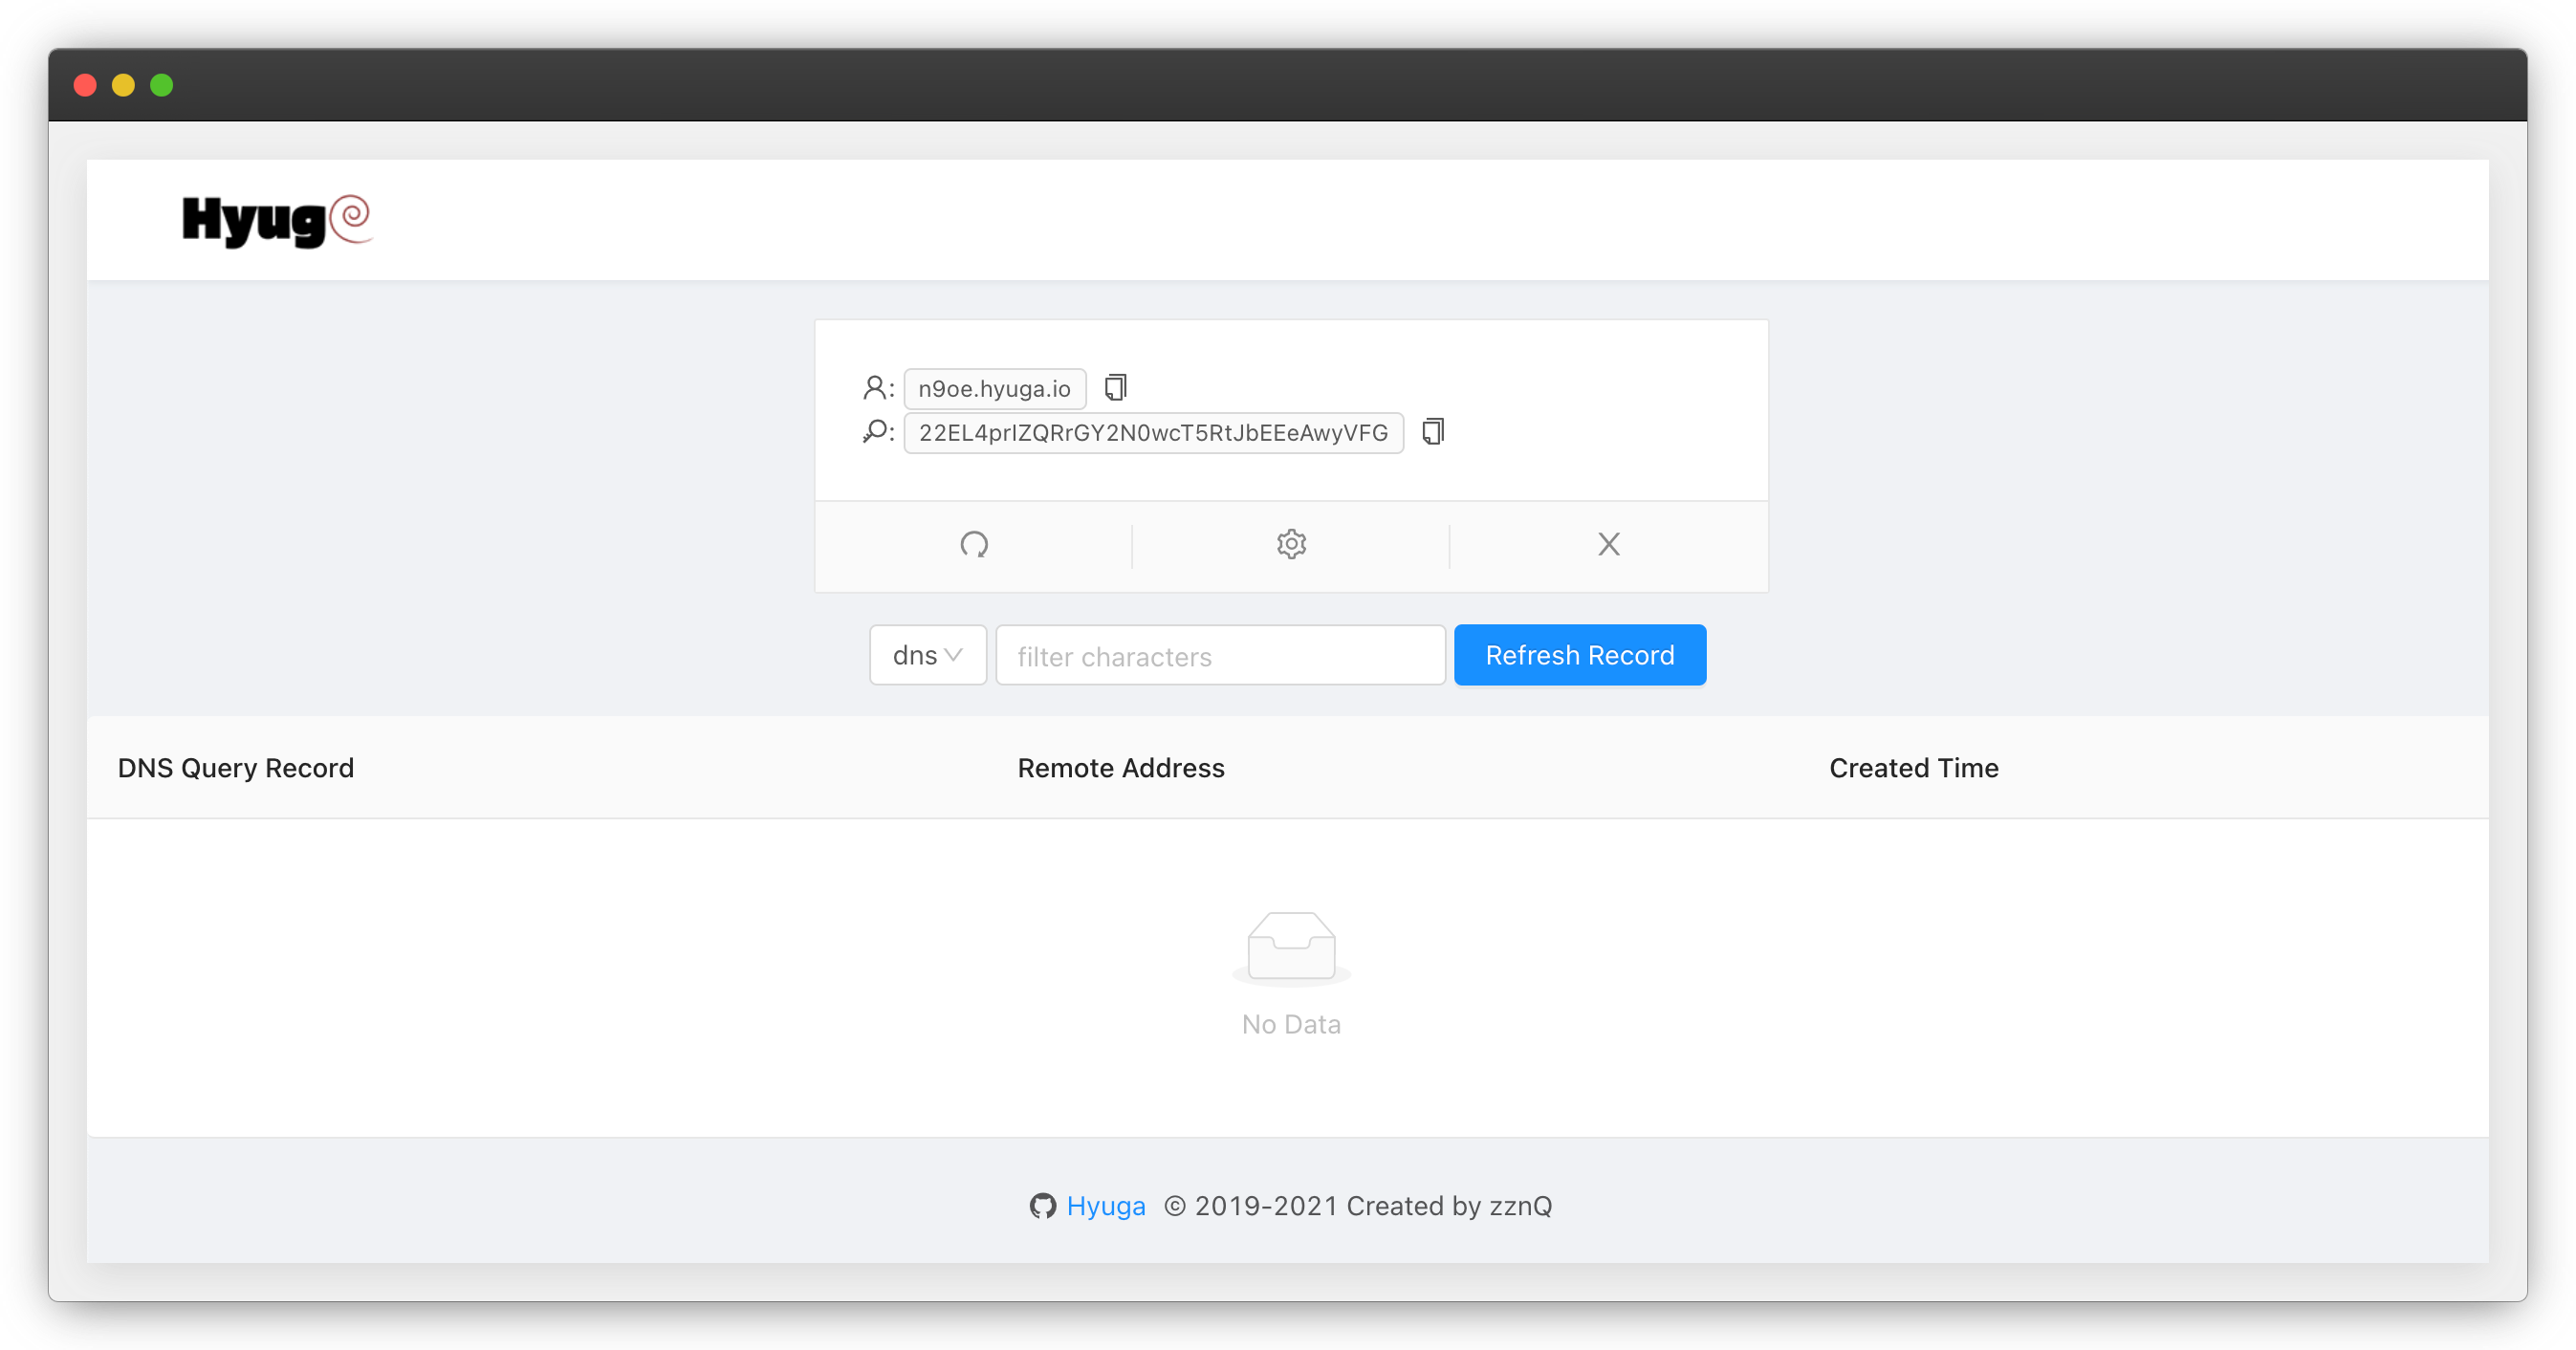 Hyuga
n9oe.hyuga.io
22EL4prIZQRrGY2N0wcT5RtJbEEeAwyVFG
dns filter characters Refresh Record
DNS Query Record Remote Address Created Time
No Data
Hyuga © 2019-2021 Created by zznQ